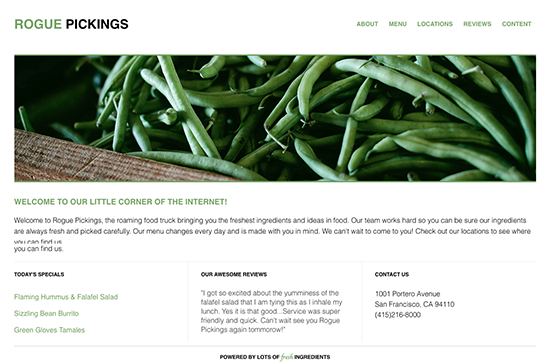 ROGUE PICKINGS
ABOUT MENU LOCATIONS REVIEWS CONTENT
WELCOME TO OUR LITTLE CORNER OF THE INTERNET!
Welcome to Rogue Pickings, the roaming food truck bringing you the freshest ingredients and ideas in food. Our team works hard so you can be sure our ingredients
are always fresh and picked carefully. Our menu changes every day and is made with you in mind. We can't wait to come to you! Check out our locations to see where
you can find us
you can find us.
TODAY'S SPECIALS
Flaming Hummus & Falafel Salad
Sizzling Bean Burrito
Green Gloves Tamales
OUR AWESOME REVIEWS
"I got so excited about the yumminess of the
falafel salad that I am tying this as I inhale my
lunch. Yes it is that good...Service was super
friendly and quick. Can't wait see you Rogue
Pickings again tommorow!"
CONTACT US
1001 Portero Avenue
San Francisco, CA 94110
(415)216-8000
POWERED BY LOTS OF fresh INGREDIENTS